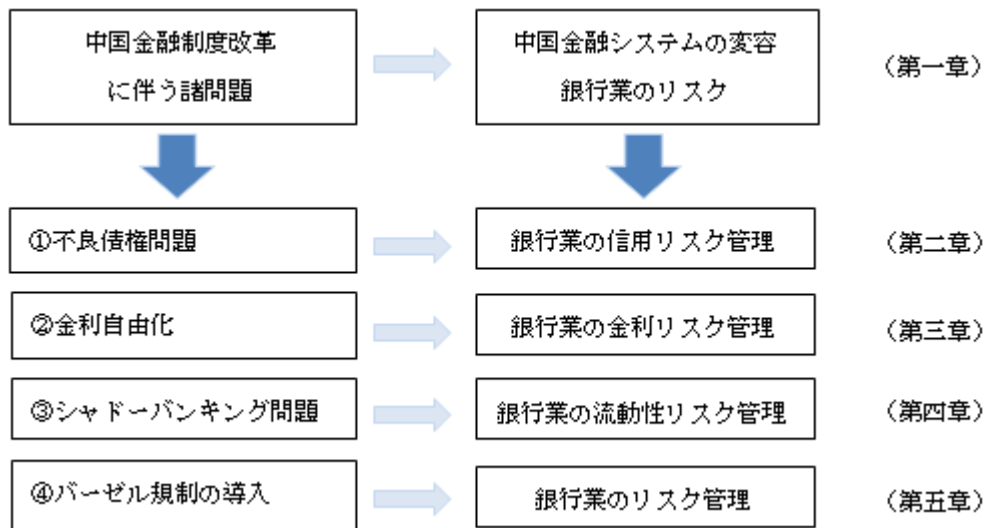 中国金融制度改革
に伴う諸問題
中国金融システムの変容
銀行業のリスク
（第一章）
①不良債権問題
銀行業の信用リスク管理
（第二章）
②金利自由化
銀行業の金利リスク管理
（第三章）
③シャドーバンキング問題
銀行業の流動性リスク管理
（第四章）
④バーゼル規制の導入
銀行業のリスク管理
（第五章）